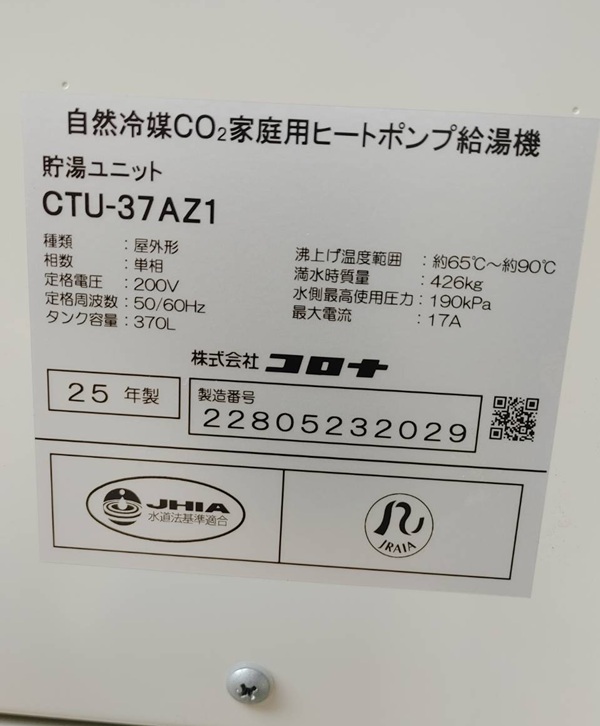 自然冷媒CO₂家庭用ヒートポンプ給湯機
貯湯ユニット
CTU-37AZ1
種類　：屋外形
相数　：単相
定格電圧：200V
定格周波数：50/60Hz
タンク容量：370L
沸上げ温度範囲　：約65℃～約90℃
満水時質量　：426kg
水側最高使用圧力：190kPa
最大電流　：17A
株式会社 コロナ
25 年製
製造番号
22805232029
JHIA
水道法基準適合
JRAIA